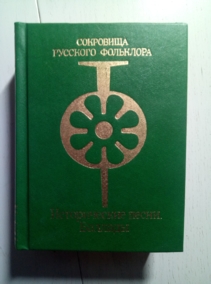 СОКРОВИЩА
РУССКОГО ФОЛЬКЛОРА
ИСТОРИЧЕСКИЕ ПЕСНИ.
БАЛЛАДЫ